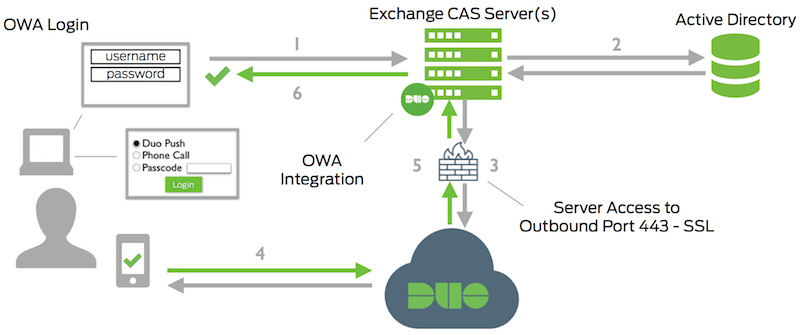 OWA Login
username
password
1
6
Exchange CAS Server(s)
DUO
OWA
Integration
2
Active Directory
Duo Push
Phone Call
Passcode
Login
5
3
Server Access to
Outbound Port 443 - SSL
4
DUO